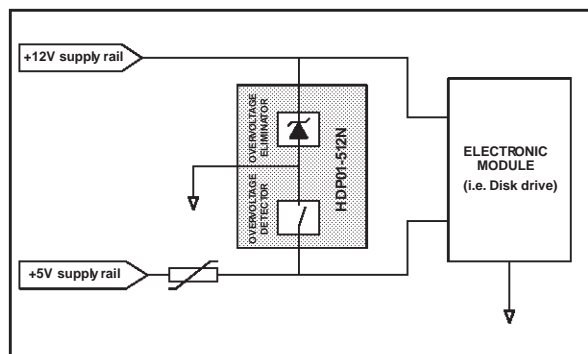 +12V supply rail
OVERVOLTAGE
ELIMINATOR
HDP01-512N
OVERVOLTAGE
DETECTOR
ELECTRONIC
MODULE
(i.e. Disk drive)
+5V supply rail